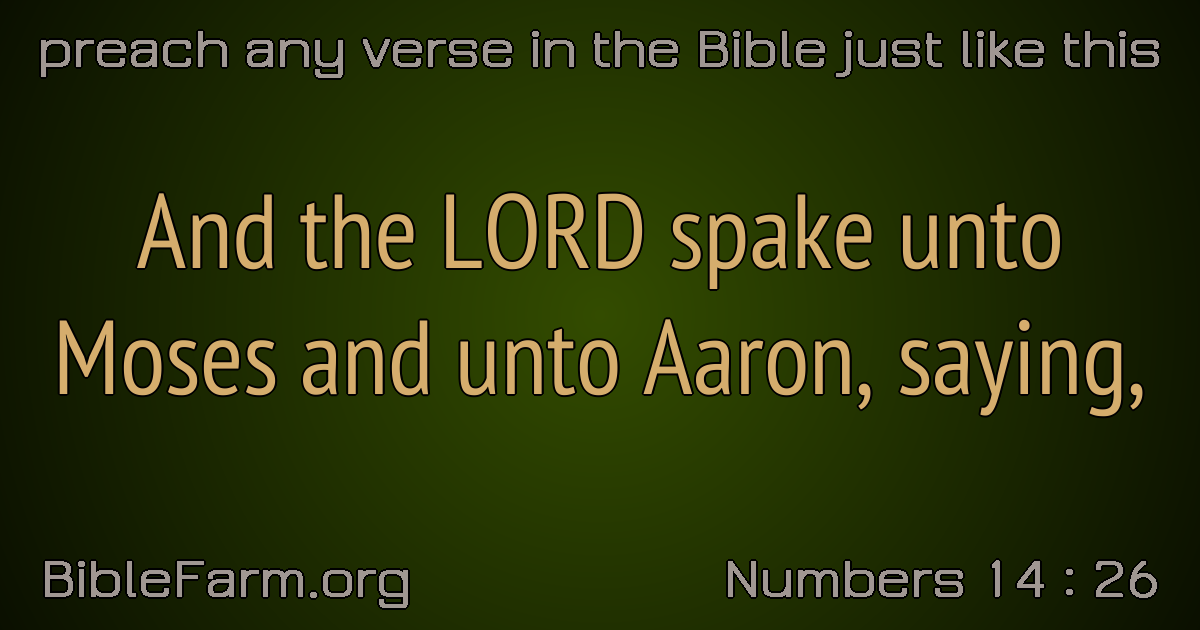 preach any verse in the Bible just like this
And the LORD spake unto
Moses and unto Aaron, saying,
BibleFarm.org
Numbers 14 : 26